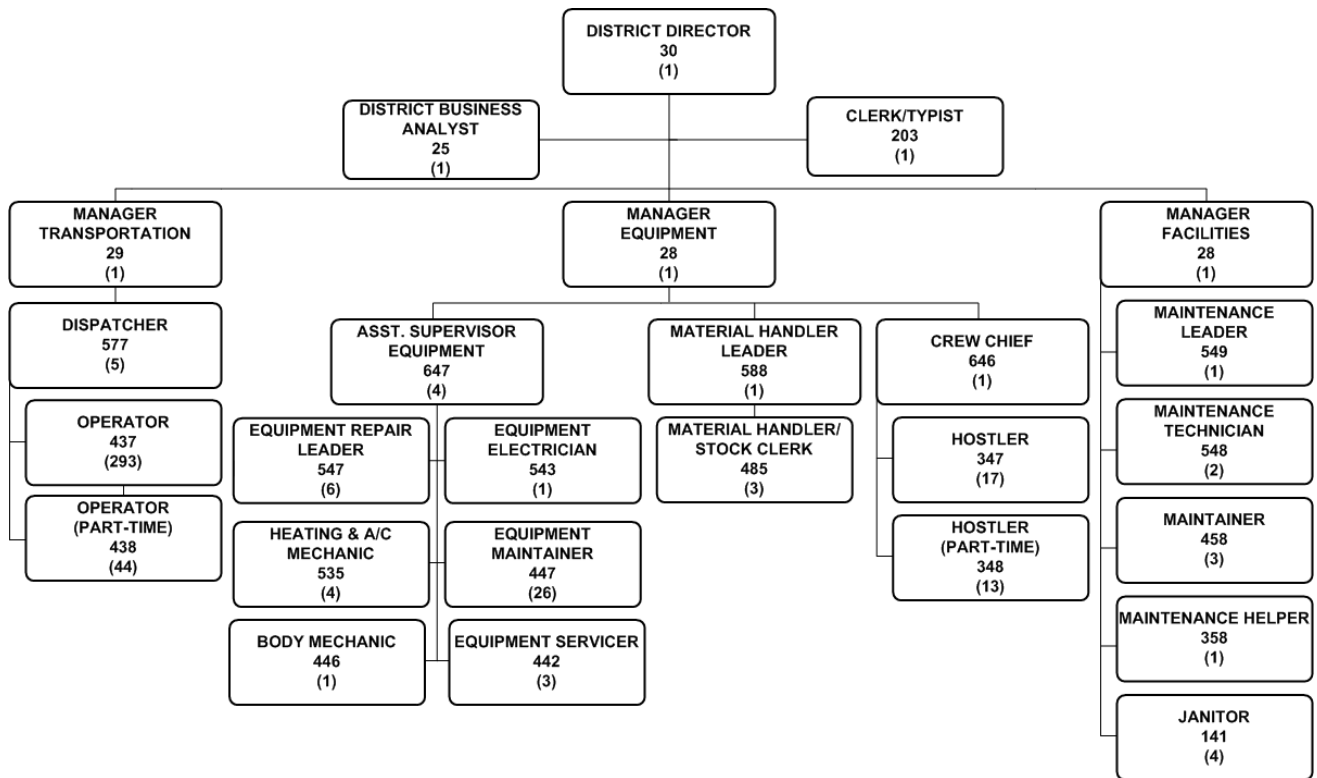 DISTRICT DIRECTOR
30
(1)
DISTRICT BUSINESS
ANALYST
25
(1)
CLERK/TYPIST
203
(1)
MANAGER
TRANSPORTATION
29
(1)
MANAGER
EQUIPMENT
28
(1)
MANAGER
FACILITIES
28
(1)
DISPATCHER
577
(5)
OPERATOR
437
(293)
OPERATOR
(PART-TIME)
438
(44)
ASST. SUPERVISOR
EQUIPMENT
647
(4)
EQUIPMENT REPAIR
LEADER
547
(6)
EQUIPMENT
ELECTRICIAN
543
(1)
HEATING & A/C
MECHANIC
535
(4)
EQUIPMENT
MAINTAINER
447
(26)
BODY MECHANIC
446
(1)
EQUIPMENT SERVICER
442
(3)
MATERIAL HANDLER
LEADER
588
(1)
MATERIAL HANDLER/
STOCK CLERK
485
(3)
CREW CHIEF
646
(1)
HOSTLER
347
(17)
HOSTLER
(PART-TIME)
348
(13)
MAINTENANCE
LEADER
549
(1)
MAINTENANCE
TECHNICIAN
548
(2)
MAINTAINER
458
(3)
MAINTENANCE HELPER
358
(1)
JANITOR
141
(4)